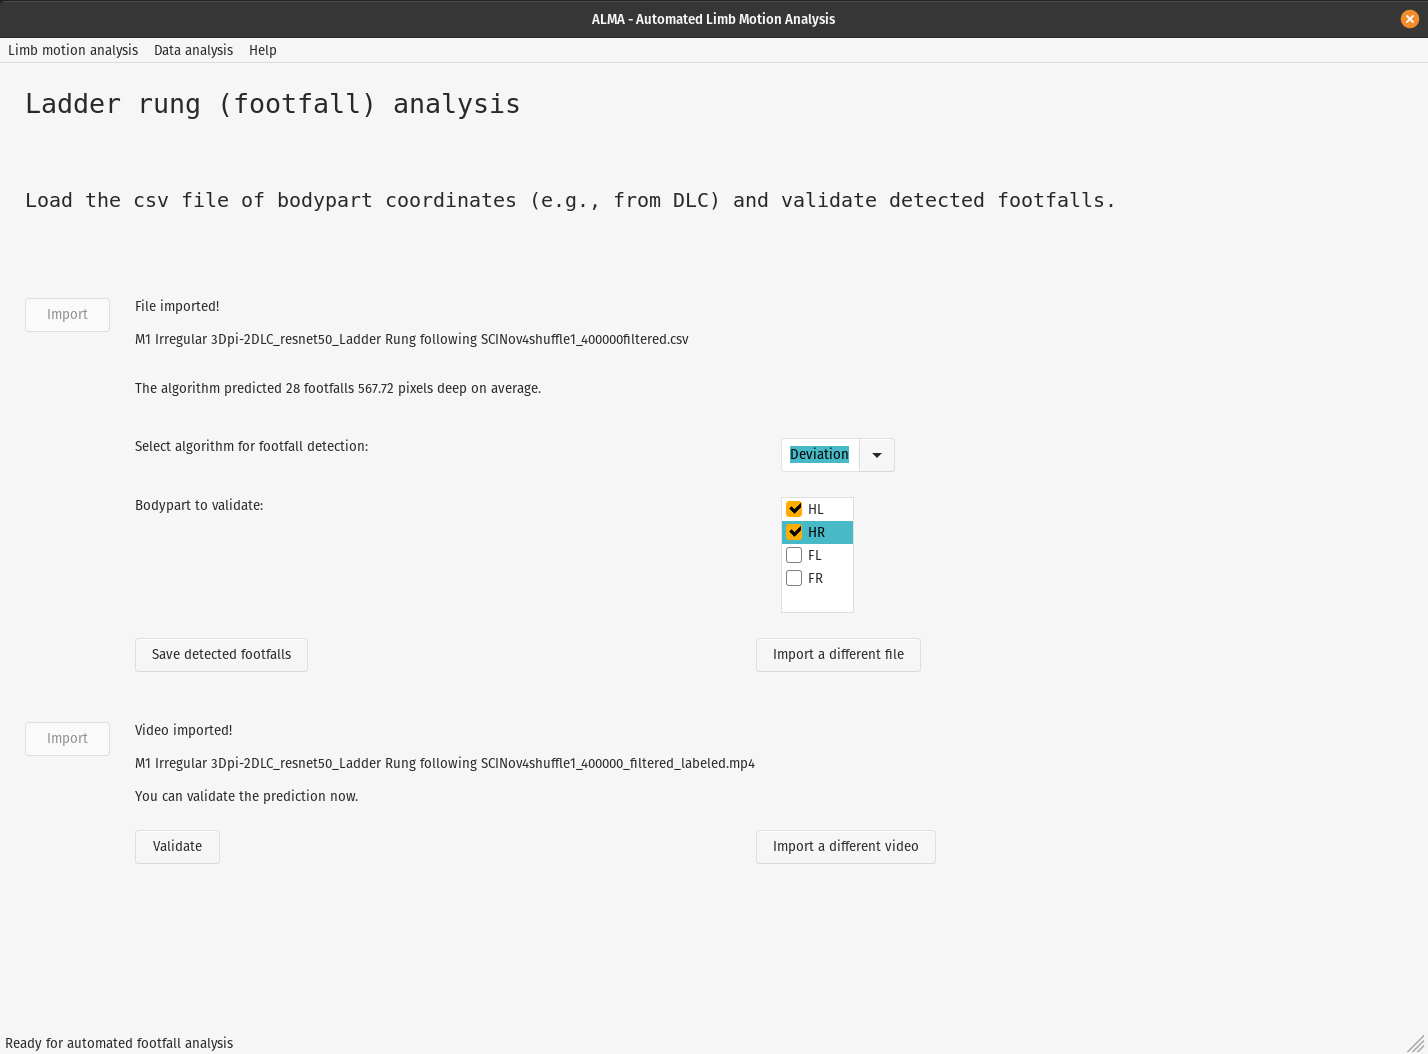 ALMA - Automated Limb Motion Analysis
Limb motion analysis Data analysis Help
Ladder rung (footfall) analysis
Load the csv file of bodypart coordinates (e.g., from DLC) and validate detected footfalls.
Import File imported!
M1 Irregular 3Dpi-2DLC_resnet50_Ladder Rung following SCINov4shuffle1_400000filtered.csv
The algorithm predicted 28 footfalls 567.72 pixels deep on average.
Select algorithm for footfall detection: Deviation
Bodypart to validate: HL
HR
FL
FR
Save detected footfalls Import a different file
Import Video imported!
M1 Irregular 3Dpi-2DLC_resnet50_Ladder Rung following SCINov4shuffle1_400000_filtered_labeled.mp4
You can validate the prediction now.
Validate Import a different video
Ready for automated footfall analysis